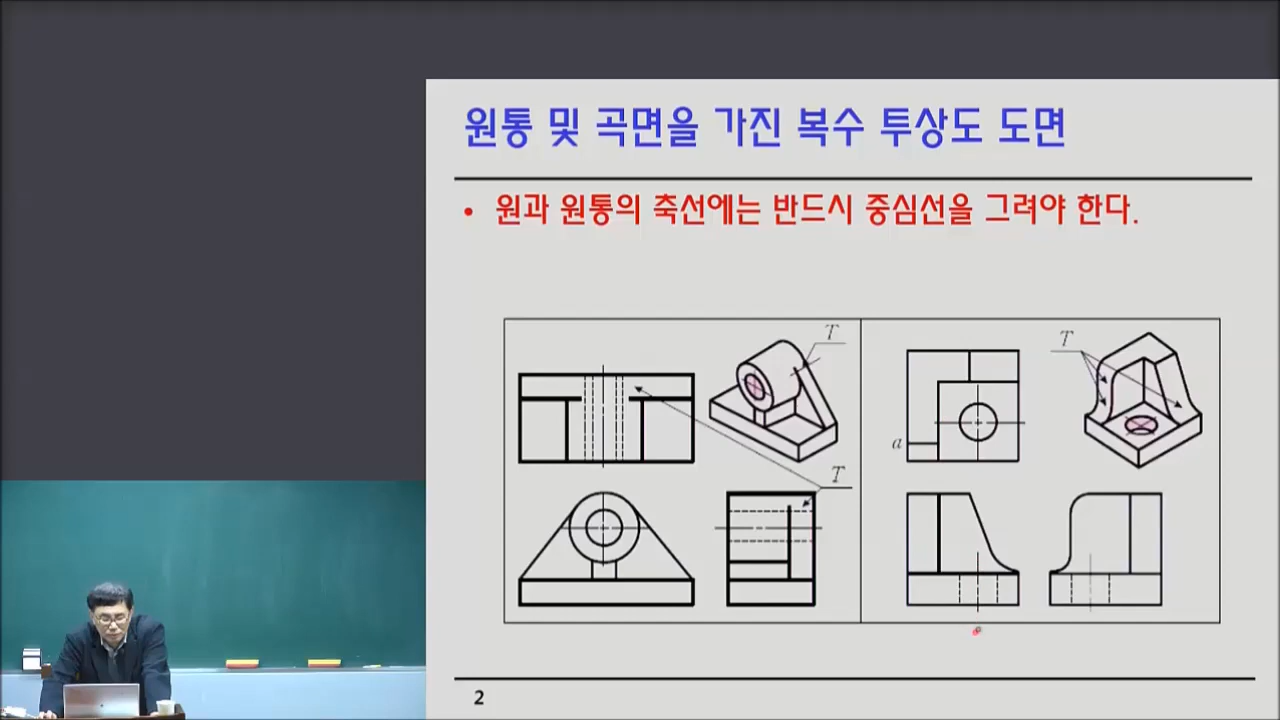 원통 및 곡면을 가진 복수 투상도 도면
• 원과 원통의 축선에는 반드시 중심선을 그려야 한다.
T
T
T
a
2